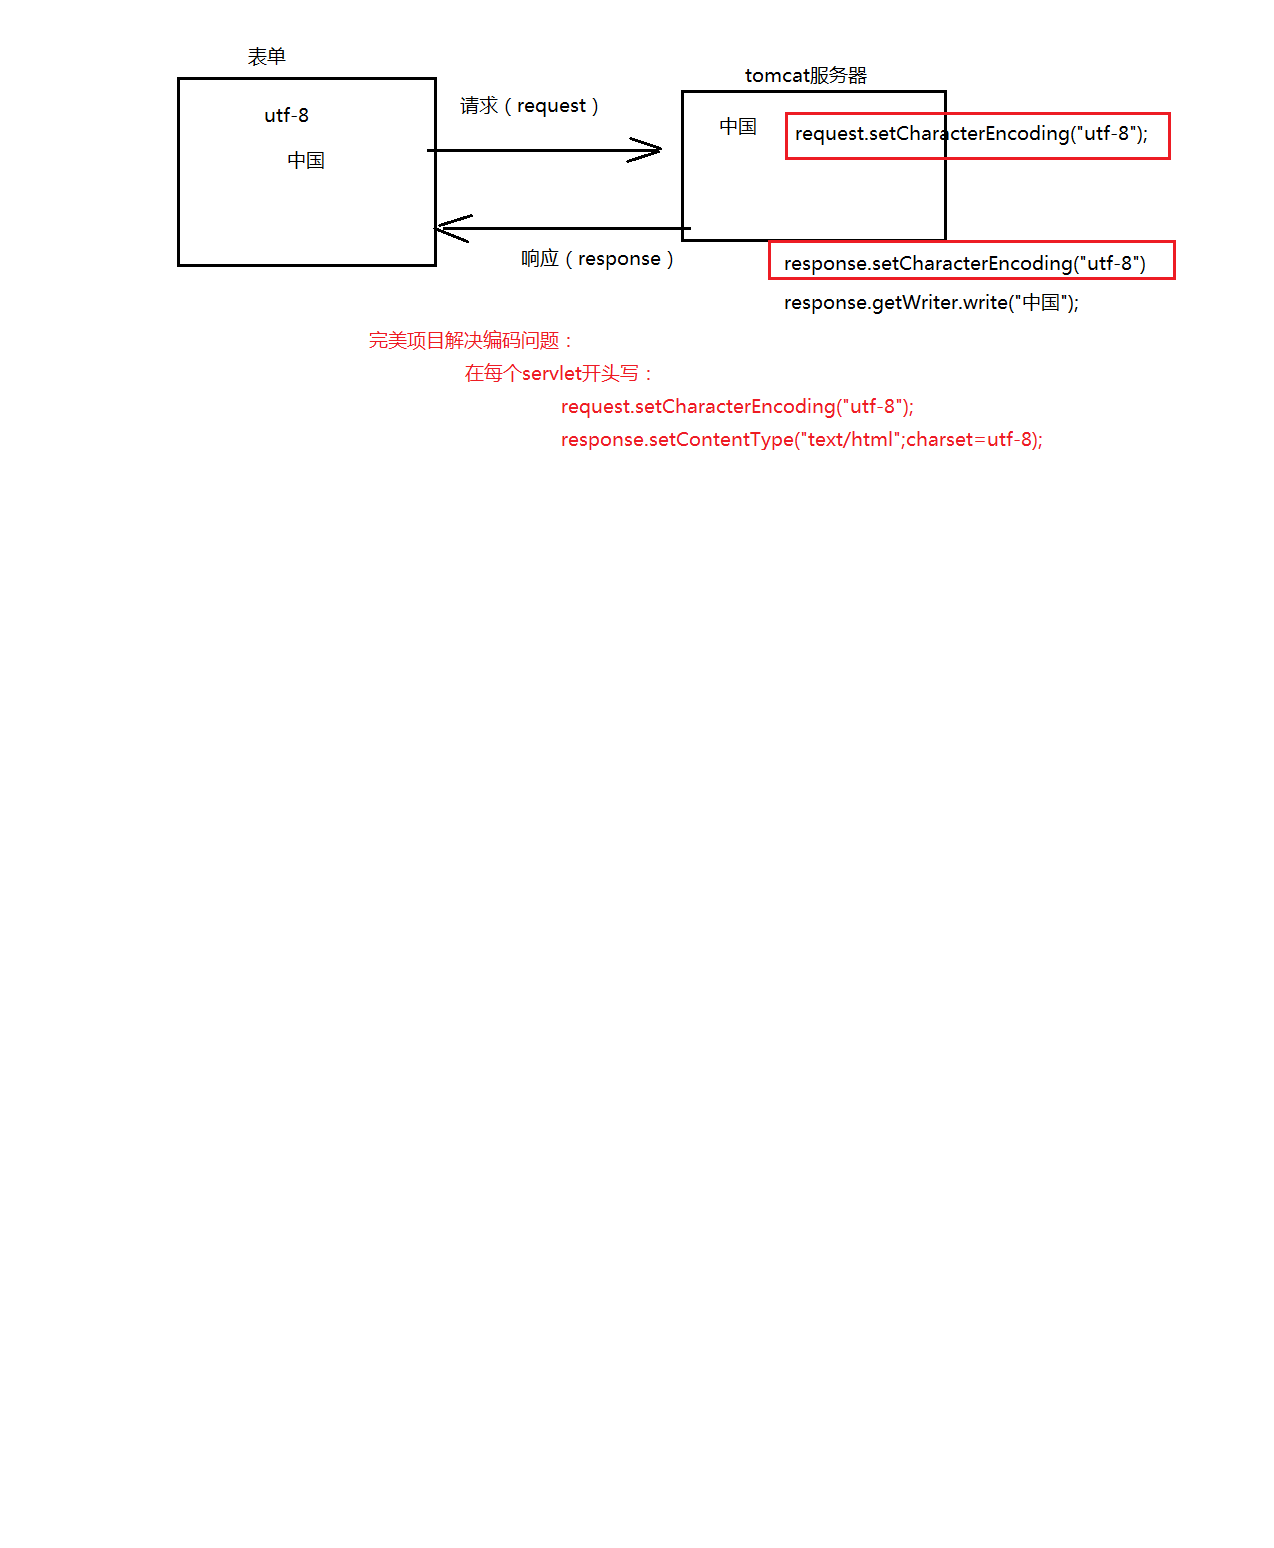 表单
utf-8
中国
请求（request）
响应（response）
tomcat服务器
中国
request.setCharacterEncoding("utf-8");
response.setCharacterEncoding("utf-8")
response.getWriter.write("中国");
完美项目解决编码问题：
在每个servlet开头写：
request.setCharacterEncoding("utf-8");
response.setContentType("text/html";charset=utf-8);